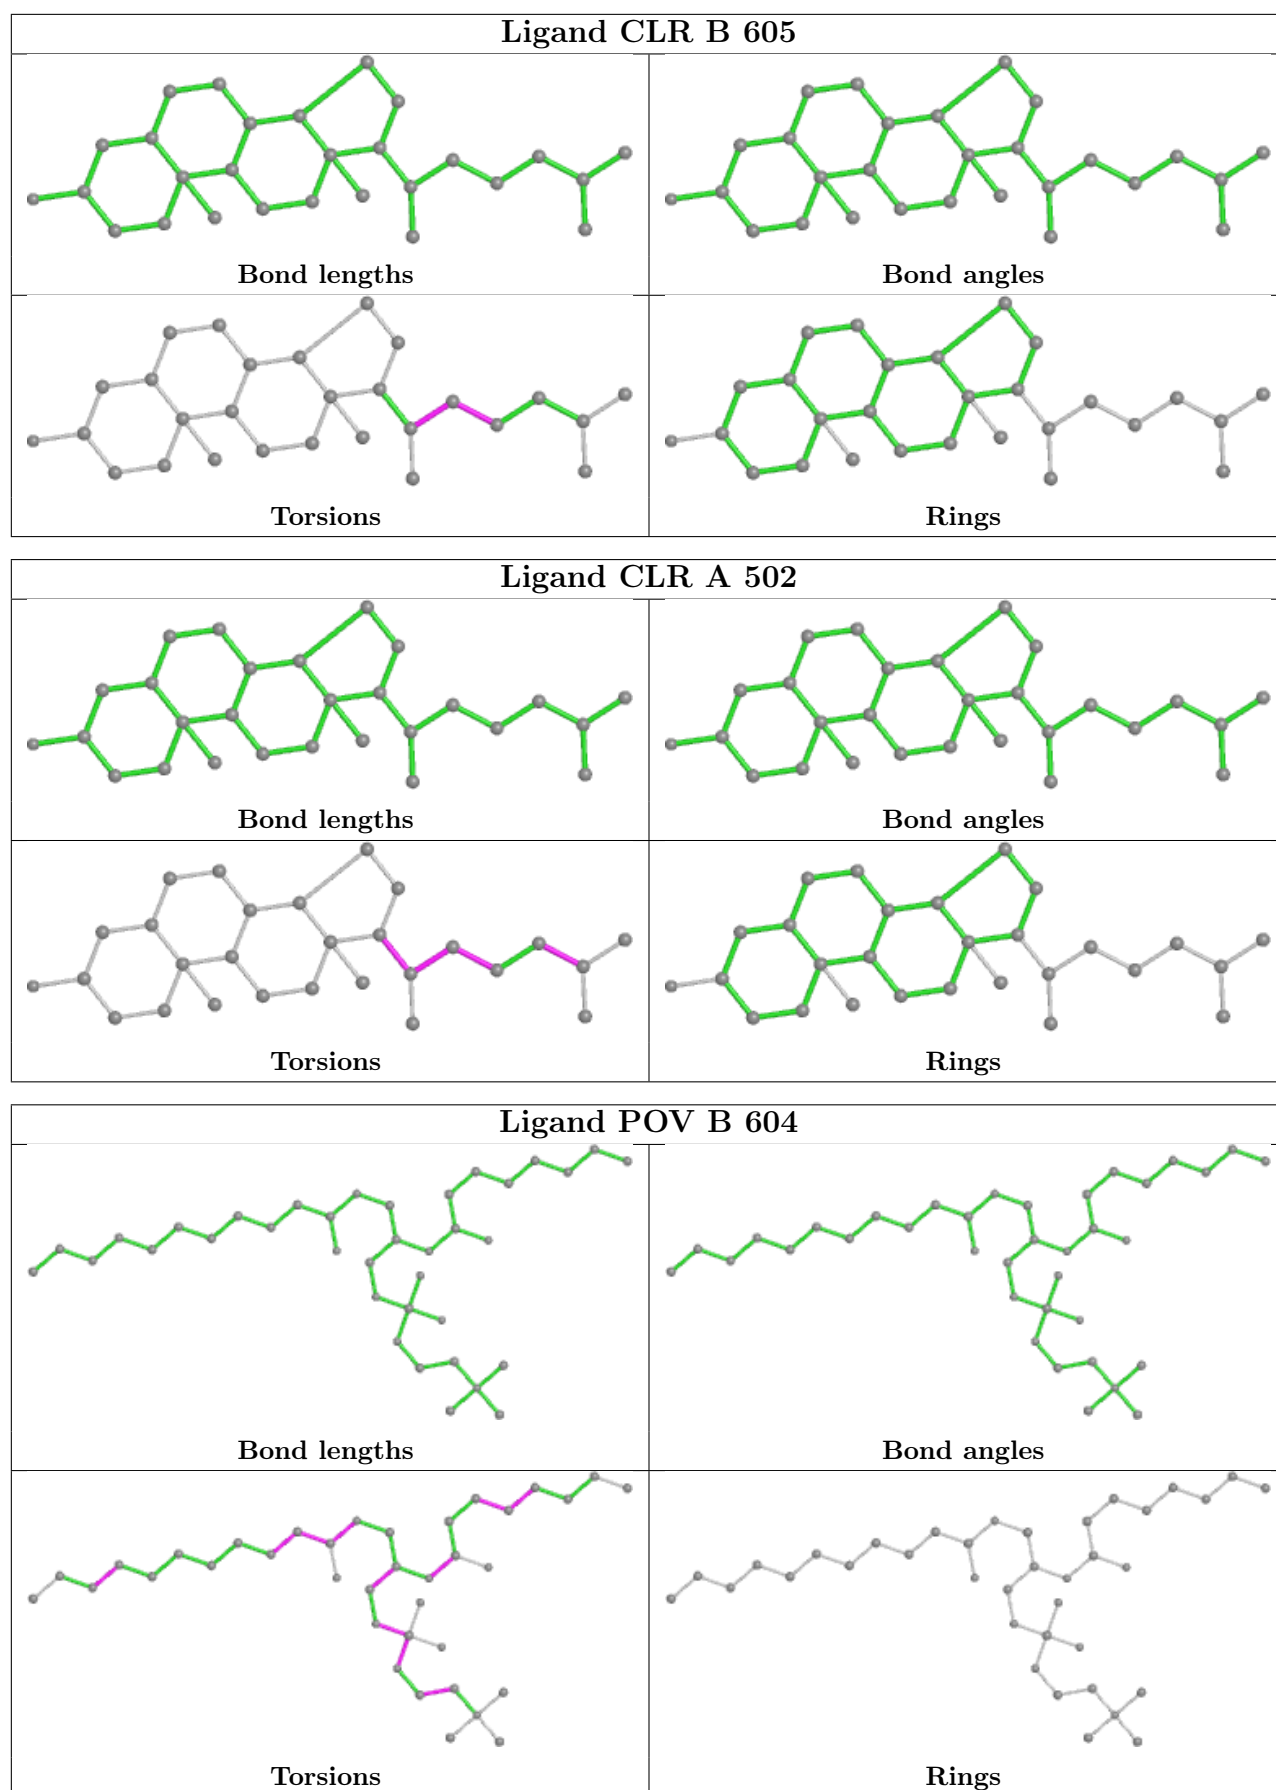 Ligand CLR B 605
Bond lengths
Bond angles
Torsions
Rings
Ligand CLR A 502
Bond lengths
Bond angles
Torsions
Rings
Ligand POV B 604
Bond lengths
Bond angles
Torsions
Rings